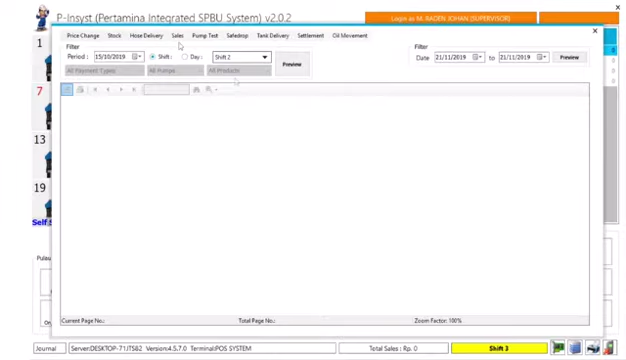 P-Insyst (Pertamina Integrated SPBU System) v2.0.2
Login as M. RADEN JOHAN (SUPERVISOR)
Price Change Stock Hose Delivery Sales Pump Test Safedrop Tank Delivery Settlement Oil Movement
Filter
Period : 15/10/2019 Shift : Day : Shift 2
All Payment Types All Pumps All Products
Preview
Filter
Date 21/11/2019 to 21/11/2019 Preview
1
7
13
19
Self
Pulau
Current Page No.: Total Page No.: Zoom Factor: 100%
Journal Server:DESKTOP-71JTS82 Version:4.5.7.0 Terminal:POS SYSTEM Total Sales : Rp. 0 Shift 3